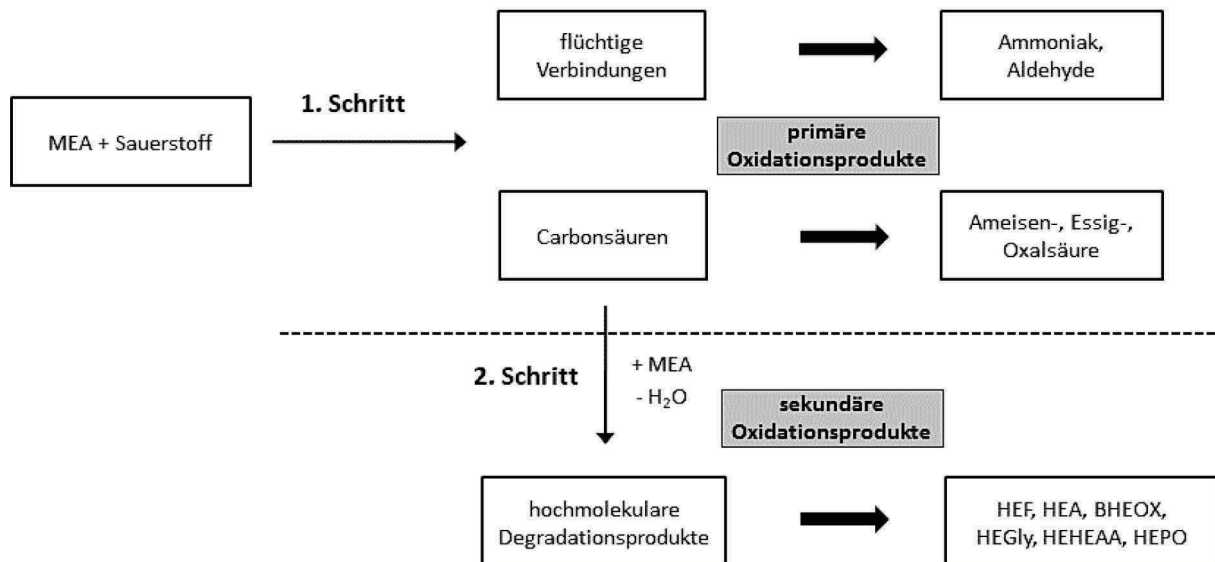 flüchtige
Verbindungen
Ammoniak,
Aldehyde
1. Schritt
MEA + Sauerstoff
primäre
Oxidationsprodukte
Carbonsäuren
Ameisen-, Essig-,
Oxalsäure
2. Schritt
+ MEA
- H₂O
sekundäre
Oxidationsprodukte
hochmolekulare
Degradationsprodukte
HEF, HEA, BHEOX,
HEGly, HEHEAA, HEPO